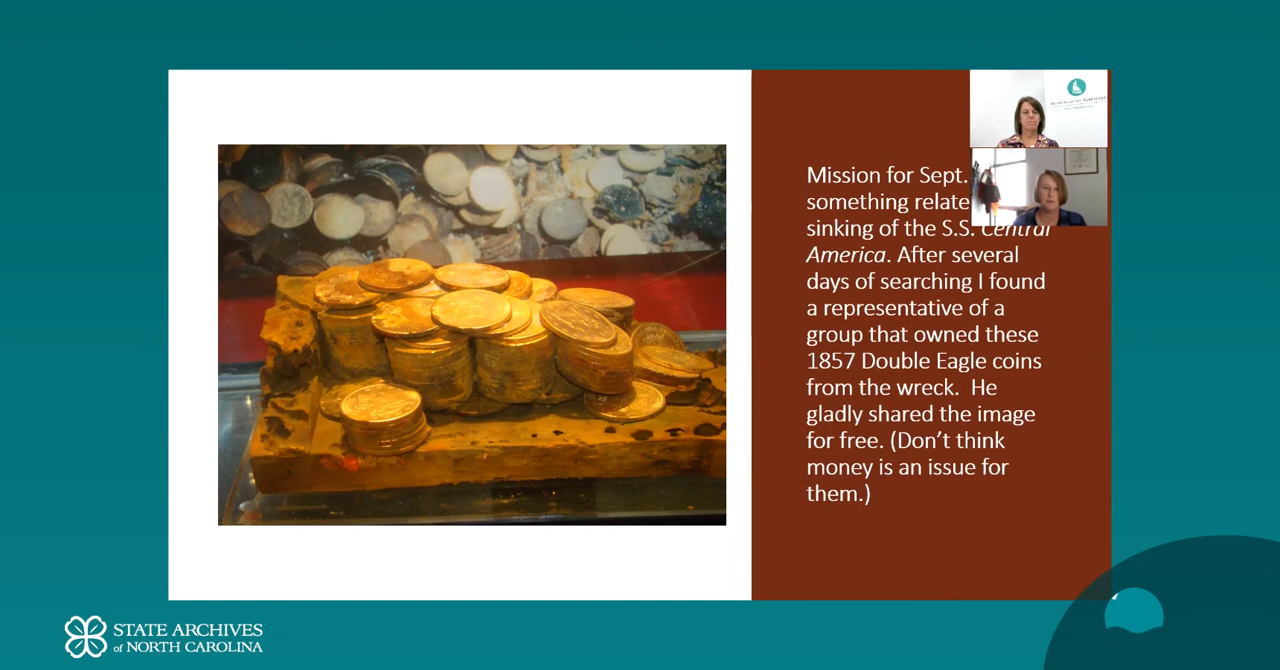 Mission for Sept.
something relate
sinking of the S.S. Central
America. After several
days of searching I found
a representative of a
group that owned these
1857 Double Eagle coins
from the wreck.  He
gladly shared the image
for free. (Don’t think
money is an issue for
them.)
STATE ARCHIVES
of NORTH CAROLINA